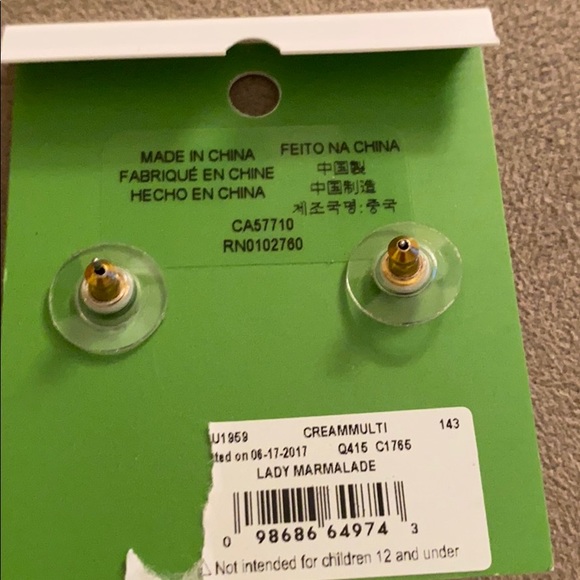 MADE IN CHINA FEITO NA CHINA
FABRIQUÉ EN CHINE 中国製
HECHO EN CHINA 中国制造
제조국명:중국
CA57710
RN0102760
U1959 CREAMMULTI 143
ted on 06-17-2017 Q415 C1765
LADY MARMALADE
0 98686 64974 3
⚠ Not intended for children 12 and under